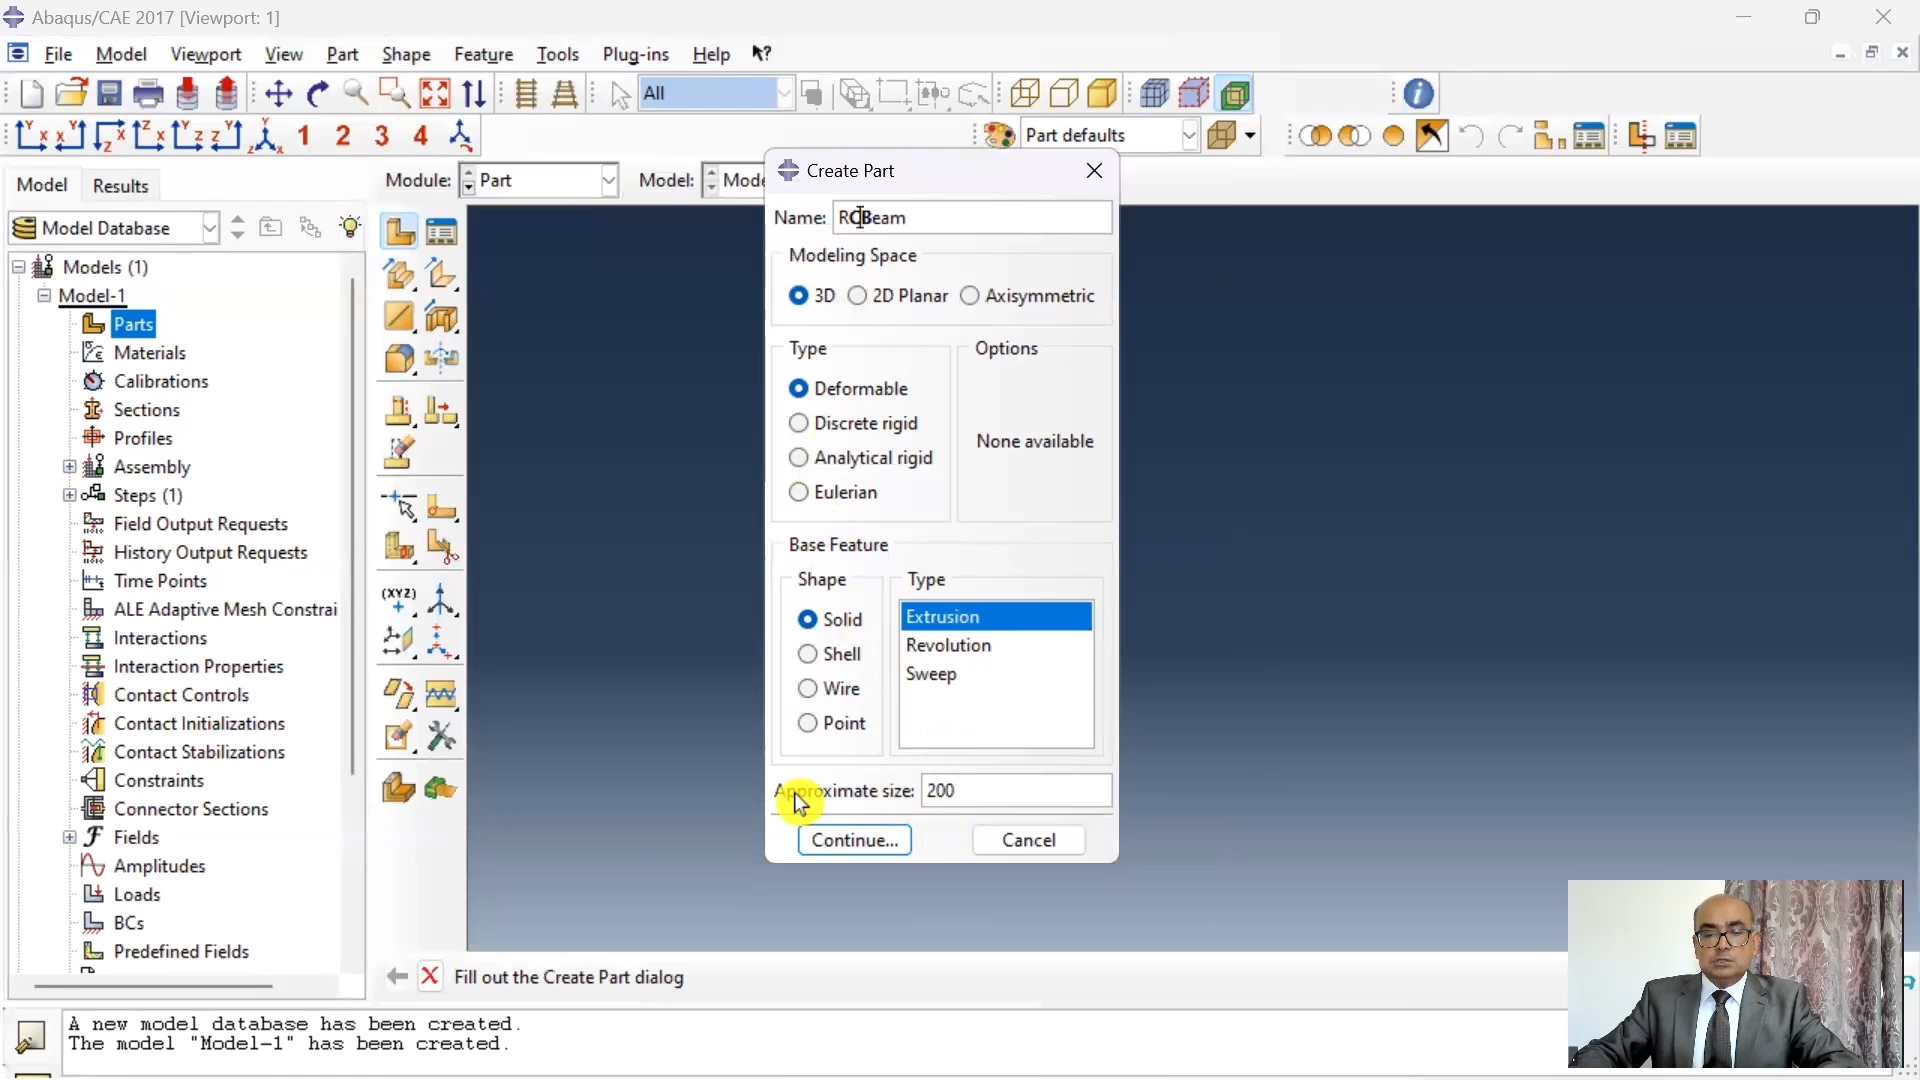 Abaqus/CAE 2017 [Viewport: 1]
File Model Viewport View Part Shape Feature Tools Plug-ins Help
All
1 2 3 4
Part defaults
Model Results
Module: Part Model:
Model Database
Models (1)
Model-1
Parts
Materials
Calibrations
Sections
Profiles
Assembly
Steps (1)
Field Output Requests
History Output Requests
Time Points
ALE Adaptive Mesh Constrai
Interactions
Interaction Properties
Contact Controls
Contact Initializations
Contact Stabilizations
Constraints
Connector Sections
Fields
Amplitudes
Loads
BCs
Predefined Fields
(XYZ)
Create Part
Name: RCBeam
Modeling Space
3D 2D Planar Axisymmetric
Type
Deformable
Discrete rigid
Analytical rigid
Eulerian
Options
None available
Base Feature
Shape
Solid
Shell
Wire
Point
Type
Extrusion
Revolution
Sweep
Approximate size: 200
Continue... Cancel
Fill out the Create Part dialog
A new model database has been created.
The model "Model-1" has been created.